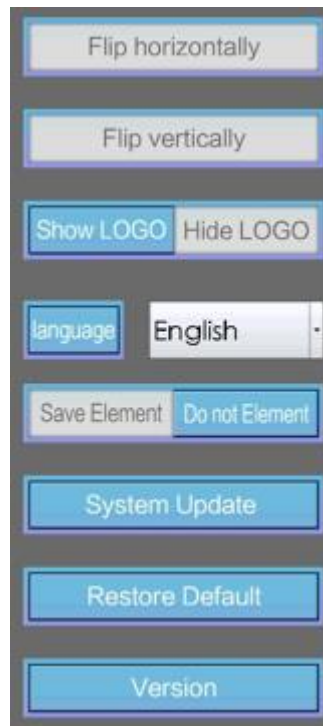 Flip horizontally
Flip vertically
Show LOGO Hide LOGO
language English
Save Element Do not Element
System Update
Restore Default
Version